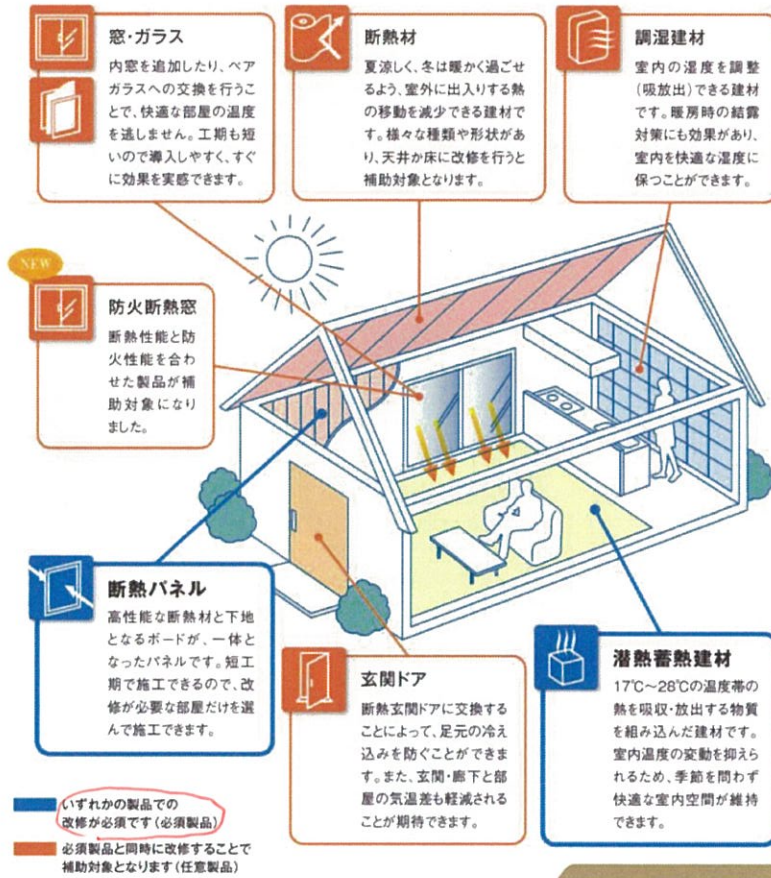 窓・ガラス
内窓を追加したり、ペア
ガラスへの交換を行うこ
とで、快適な部屋の温度
を逃しません。工期も短
いので導入しやすく、すぐ
に効果を実感できます。
断熱材
夏涼しく、冬は暖かく過ごせ
るよう、室外に出入りする熱
の移動を減少できる建材で
す。様々な種類や形状があ
り、天井か床に改修を行うと
補助対象となります。
調湿建材
室内の湿度を調整
（吸放出）できる建材
です。暖房時の結露
対策にも効果があり、
室内を快適な湿度に
保つことができます。
NEW
防火断熱窓
断熱性能と防
火性能を合わ
せた製品が補
助対象になり
ました。
断熱パネル
高性能な断熱材と下地
となるボードが、一体と
なったパネルです。短工
期で施工できるので、改
修が必要な部屋だけを選
んで施工できます。
玄関ドア
断熱玄関ドアに交換する
ことによって、足元の冷え
込みを防ぐことができま
す。また、玄関・廊下と部
屋の気温差も軽減される
ことが期待できます。
潜熱蓄熱建材
17℃〜28℃の温度帯の
熱を吸収・放出する物質
を組み込んだ建材です。
室内温度の変動を抑えら
れるため、季節を問わず
快適な室内空間が維持
できます。
いずれかの製品での
改修が必須です（必須製品）
必須製品と同時に改修することで
補助対象となります（任意製品）